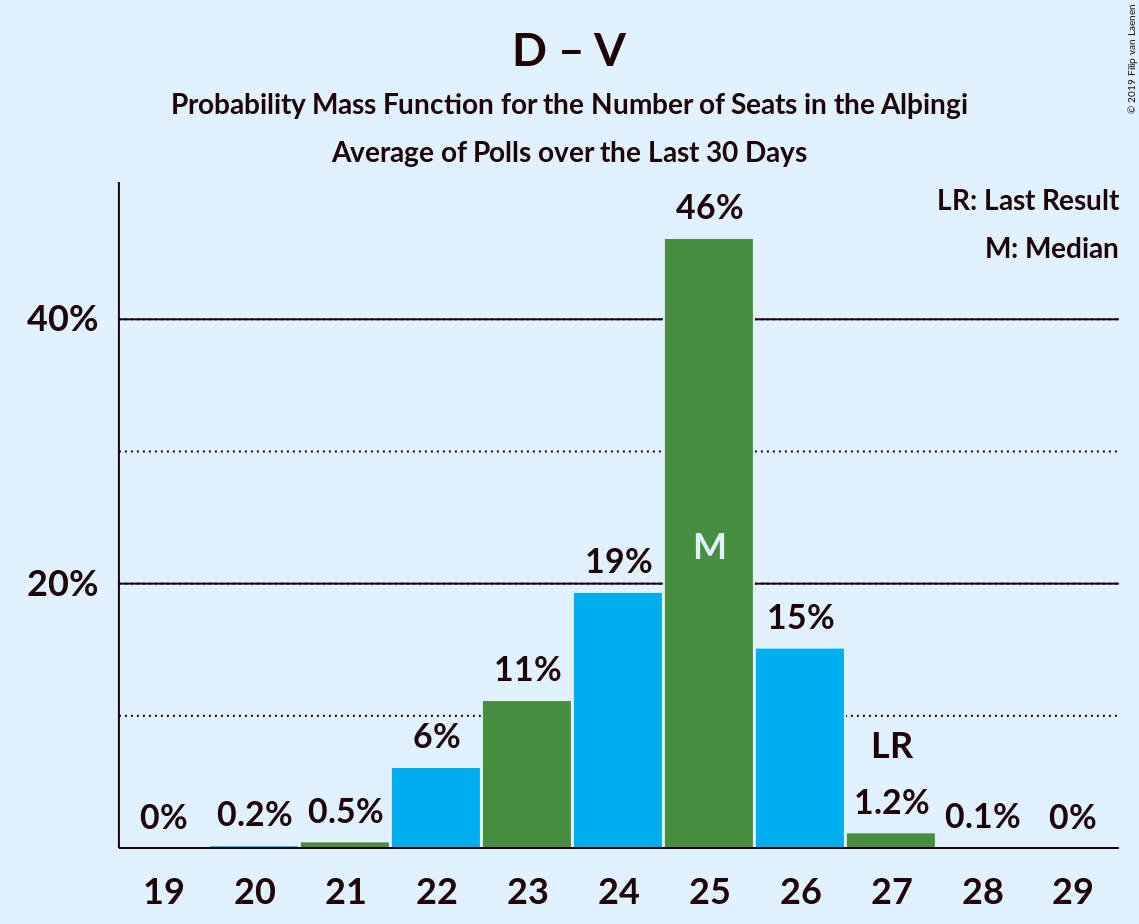 D – V
Probability Mass Function for the Number of Seats in the Alþingi
Average of Polls over the Last 30 Days
© 2019 Filip van Laenen
LR: Last Result
M: Median
40%
20%
0%
0.2%
0.5%
6%
11%
19%
46%
M
15%
LR
1.2%
0.1%
0%
19 20 21 22 23 24 25 26 27 28 29